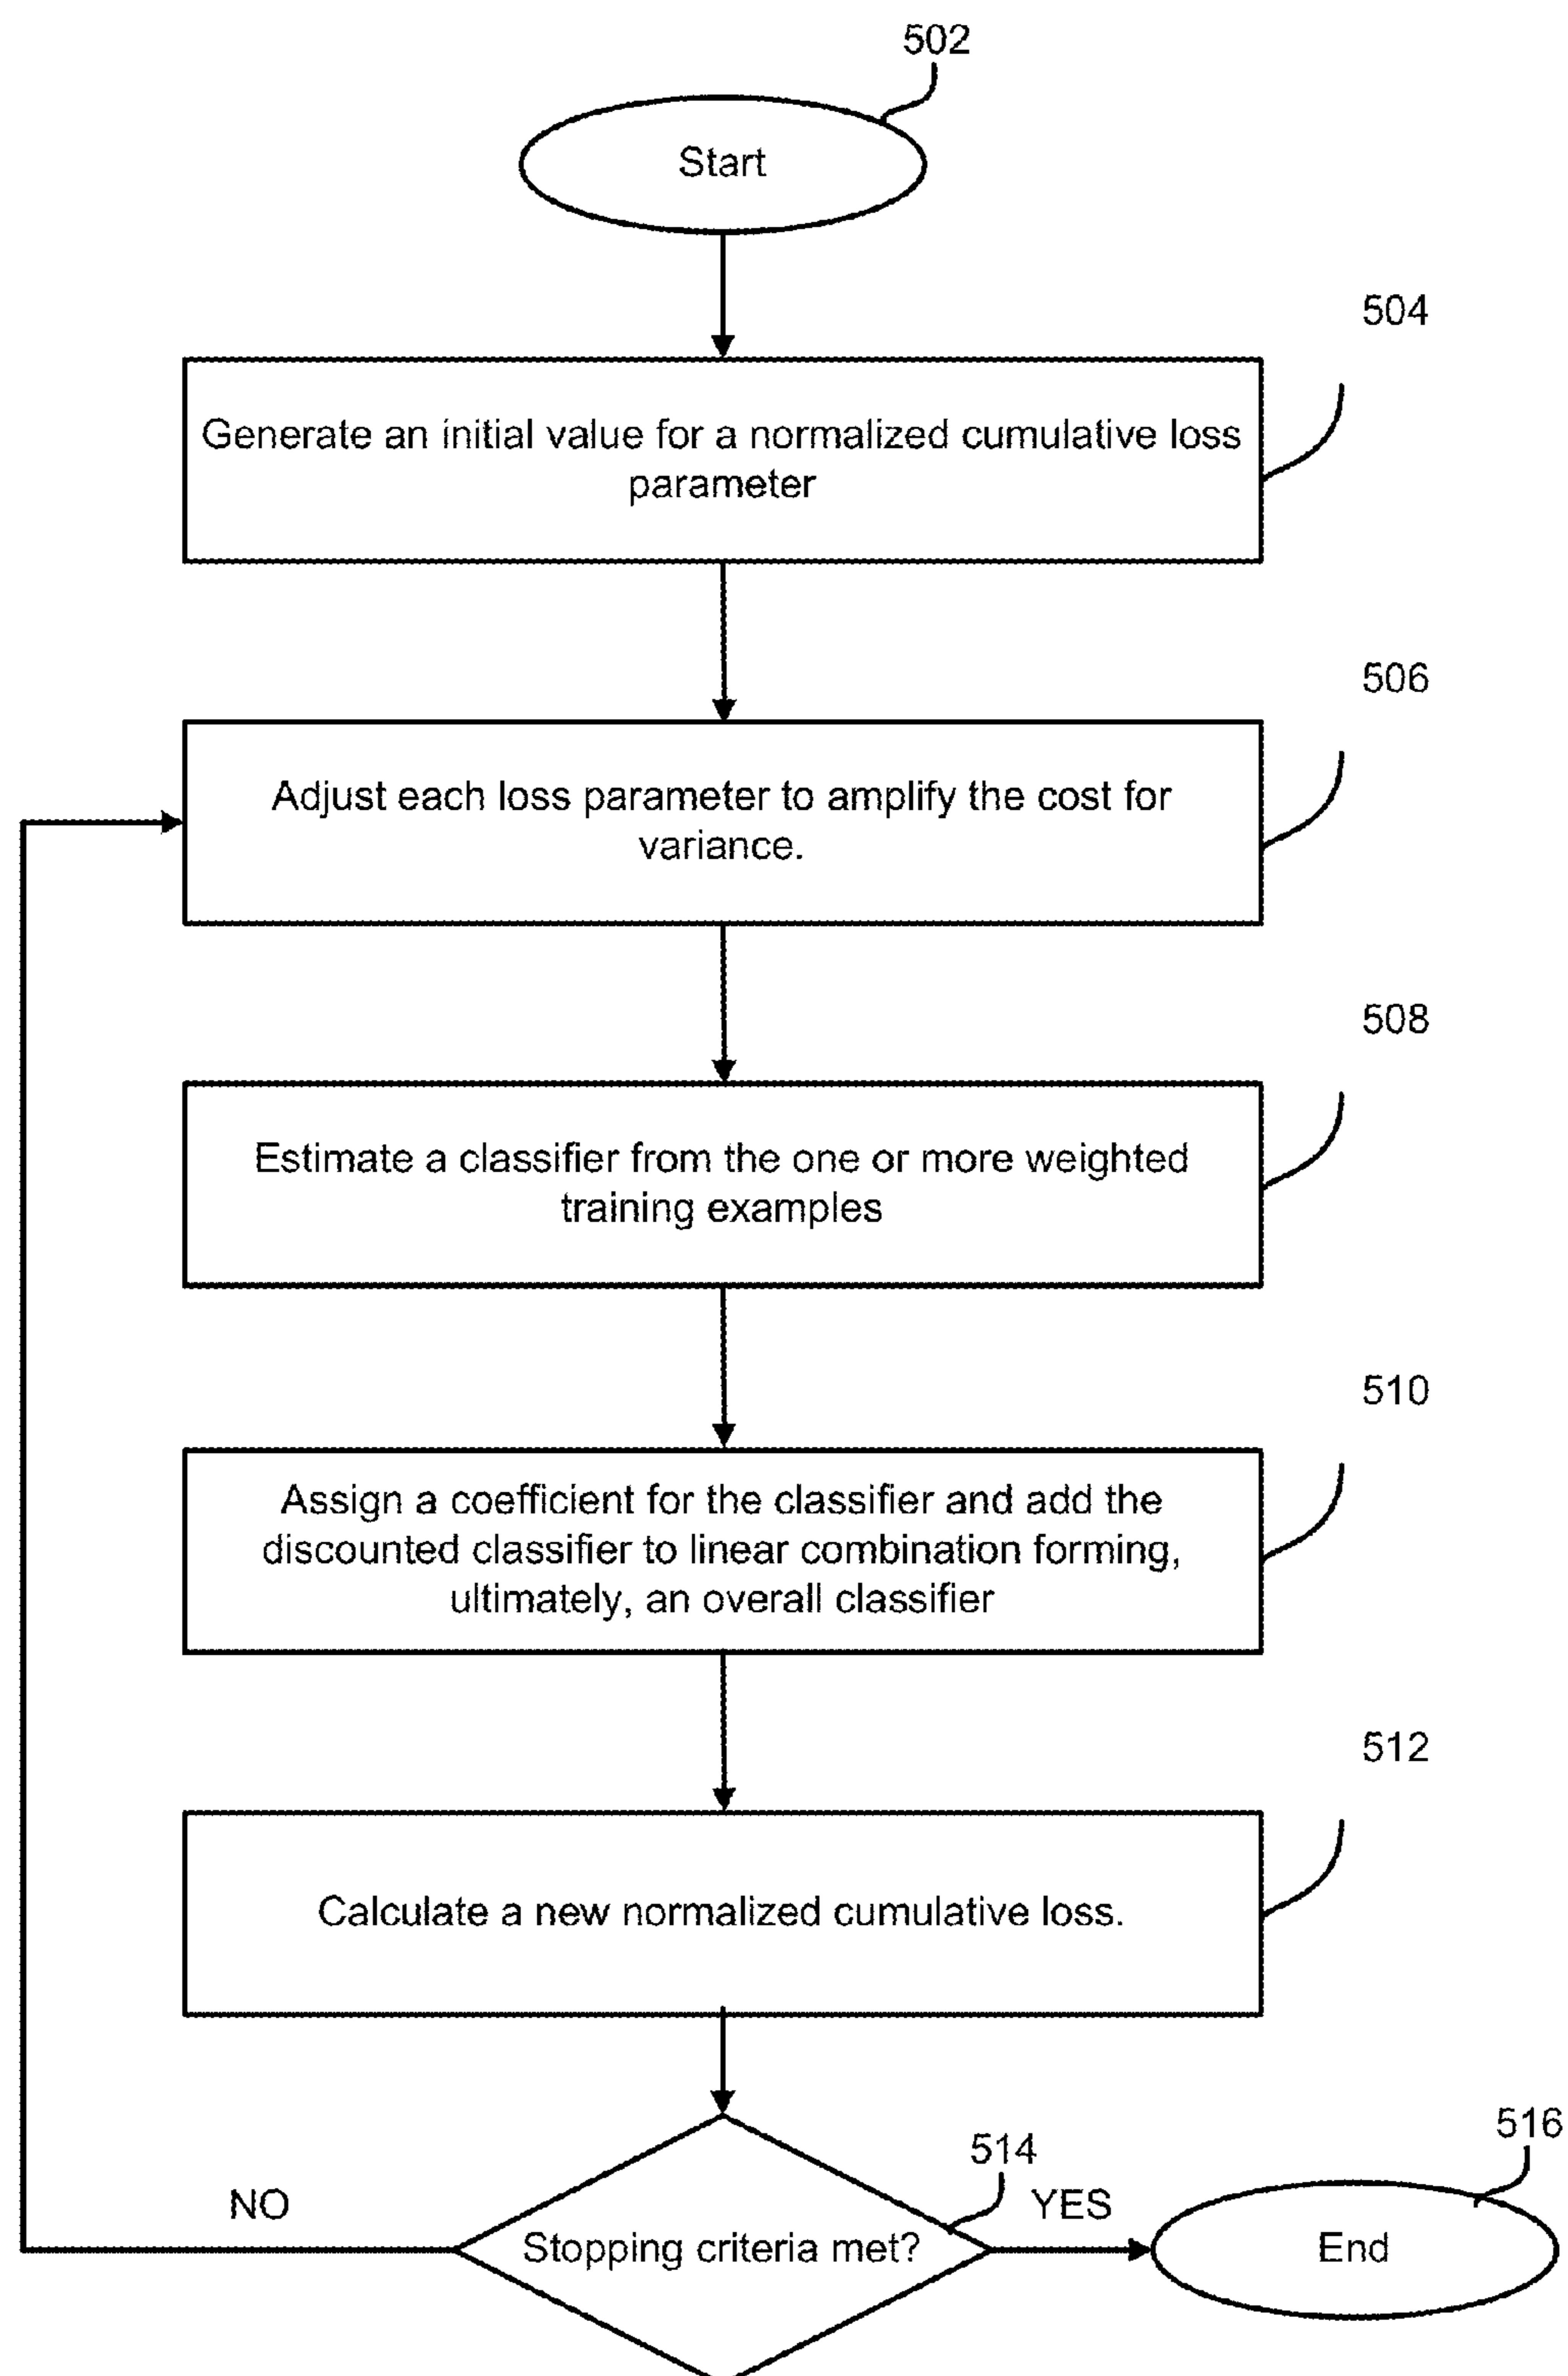 502
Start
504
Generate an initial value for a normalized cumulative loss
parameter
506
Adjust each loss parameter to amplify the cost for
variance.
508
Estimate a classifier from the one or more weighted
training examples
510
Assign a coefficient for the classifier and add the
discounted classifier to linear combination forming,
ultimately, an overall classifier
512
Calculate a new normalized cumulative loss.
514
516
NO
YES
Stopping criteria met?
End